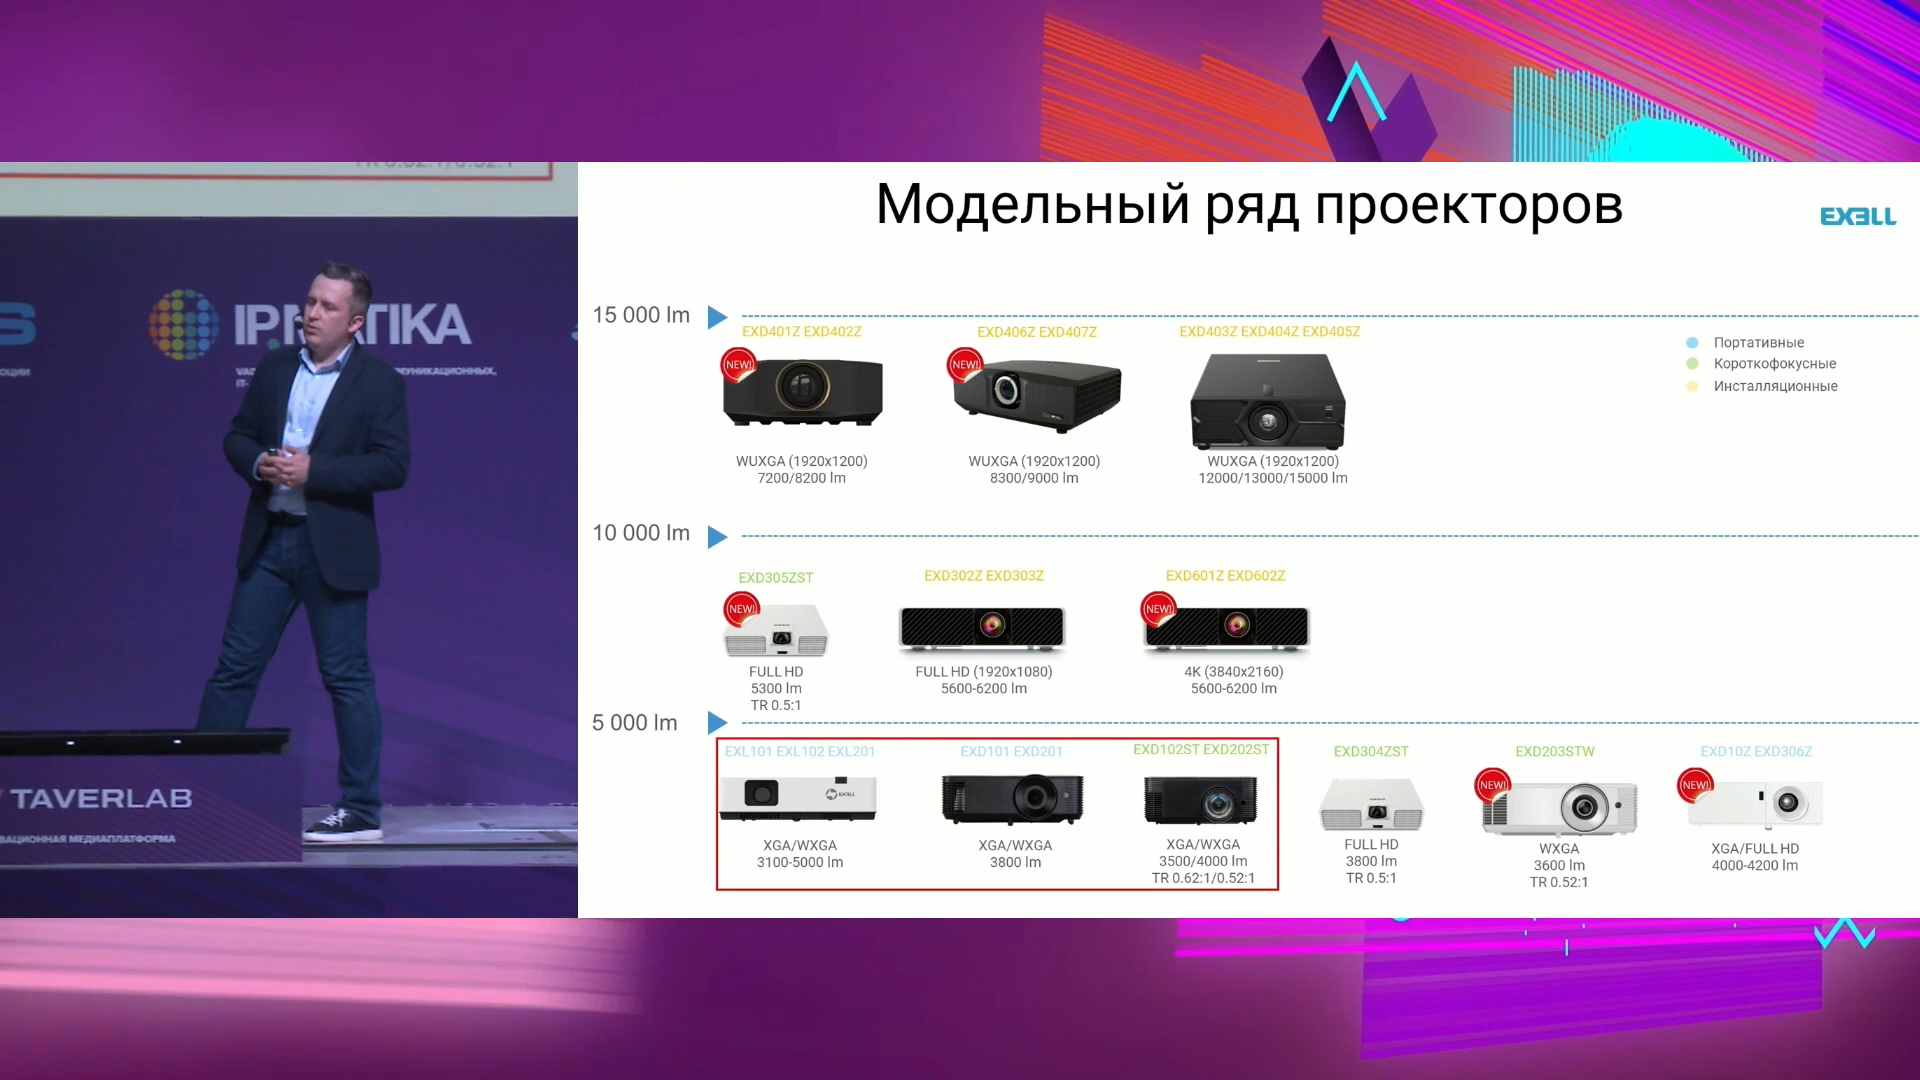 Модельный ряд проекторов
EXELL
15 000 lm
EXD401Z EXD402Z
EXD406Z EXD407Z
EXD403Z EXD404Z EXD405Z
NEW!
NEW!
WUXGA (1920x1200)
7200/8200 lm
WUXGA (1920x1200)
8300/9000 lm
WUXGA (1920x1200)
12000/13000/15000 lm
Портативные
Короткофокусные
Инсталляционные
10 000 lm
EXD305ZST
EXD302Z EXD303Z
EXD601Z EXD602Z
NEW!
NEW!
FULL HD
5300 lm
TR 0.5:1
FULL HD (1920x1080)
5600-6200 lm
4K (3840x2160)
5600-6200 lm
5 000 lm
EXL101 EXL102 EXL201
EXD101 EXD201
EXD102ST EXD202ST
EXD304ZST
EXD203STW
EXD10Z EXD306Z
EXELL
NEW!
NEW!
XGA/WXGA
3100-5000 lm
XGA/WXGA
3800 lm
XGA/WXGA
3500/4000 lm
TR 0.62:1/0.52:1
FULL HD
3800 lm
TR 0.5:1
WXGA
3600 lm
TR 0.52:1
XGA/FULL HD
4000-4200 lm
TAVERLAB